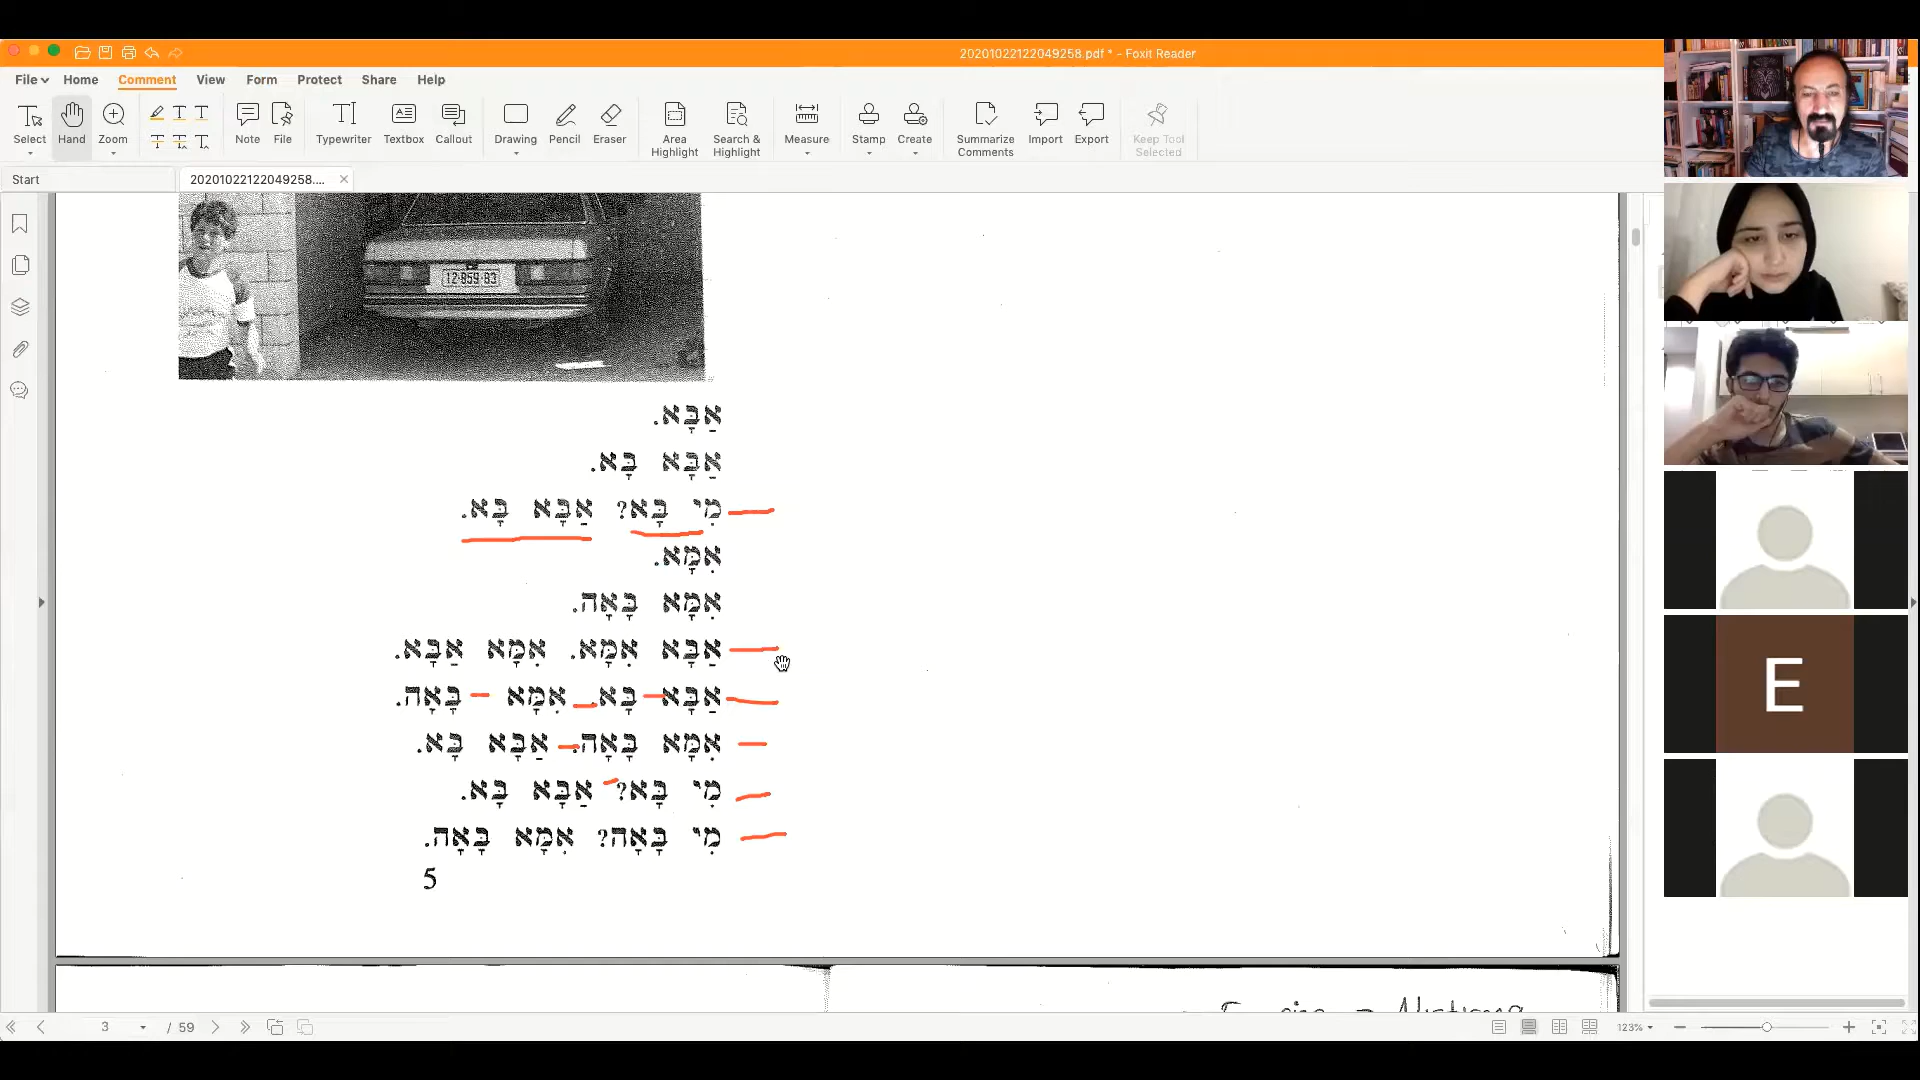 20201022122049258.pdf * - Foxit Reader
File Home Comment View Form Protect Share Help
Select Hand Zoom Note File Typewriter Textbox Callout Drawing Pencil Eraser Area Highlight Search & Highlight Measure Stamp Create Summarize Comments Import Export Keep Tool Selected
Start 20201022122049258....
12·859·83
אַבָּא.
אַבָּא בָּא.
מִי בָּא? אַבָּא בָּא.
אִמָּא.
אִמָּא בָּאָה.
אַבָּא אִמָּא. אִמָּא אַבָּא.
אַבָּא בָּא. אִמָּא בָּאָה.
אִמָּא בָּאָה. אַבָּא בָּא.
מִי בָּא? אַבָּא בָּא.
מִי בָּאָה? אִמָּא בָּאָה.
5
E
3 / 59
123%